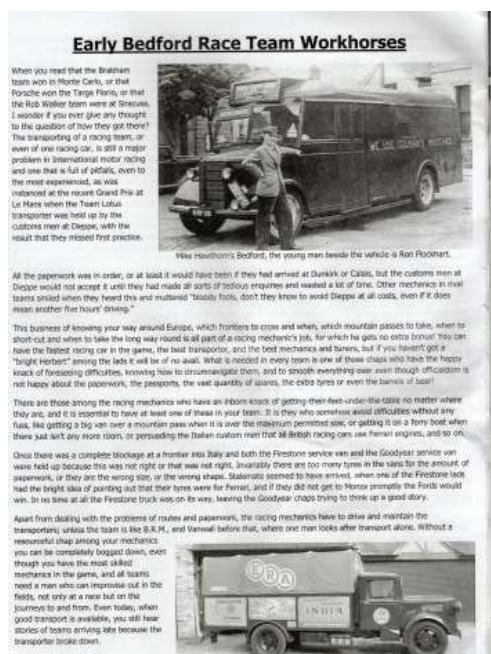 Early Bedford Race Team Workhorses
When you read that the Brabham
team won in Monte Carlo, or that
Porsche won the Targa Florio, or that
the Rob Walker team were at Siracusa,
I wonder if you ever give any thought
to the question of how they got there?
The transporting of a racing team, or
even of one racing car, is still a major
problem in International motor racing
and one that is full of pitfalls, even to
the most experienced, as was
instanced at the recent Grand Prix at
Le Mans when the Team Lotus
transporter was held up by the
customs men at Dieppe, with the
result that they missed first practice.
WE USE MUSTARD
Mike Hawthorn's Bedford, the young man beside the vehicle is Ron Flockhart.
All the paperwork was in order, or at least it would have been if they had arrived at Dunkirk or Calais, but the customs men at
Dieppe would not accept it until they had made all sorts of tedious enquiries and wasted a lot of time. Other mechanics in rival
teams smiled when they heard this and muttered "bloody fools, don't they know to avoid Dieppe at all costs, even if it does
mean another five hours' driving."
This business of knowing your way around Europe, which frontiers to cross and when, which mountain passes to take, when to
short-cut and when to take the long way round is all part of a racing mechanic's job, for which he gets no extra bonus! You can
have the fastest racing car in the game, the best transporter, and the best mechanics and tuners, but if you haven't got a
"bright Herbert" among the lads it will be of no avail. What is needed in every team is one of those chaps who have the happy
knack of foreseeing difficulties, knowing how to circumnavigate them, and to smooth everything over even though officialdom is
not happy about the paperwork, the passports, the vast quantity of spares, the extra tyres or even the barrels of beer!
There are those among the racing mechanics who have an inborn knack of getting-their-feet-under-the-table no matter where
they are, and it is essential to have at least one of these in your team. It is they who somehow avoid difficulties without any
fuss, like getting a big van over a mountain pass when it is over the maximum permitted size, or getting it on a ferry boat when
there just isn't any more room, or persuading the Italian custom men that all British racing cars use Ferrari engines, and so on.
Once there was a complete blockage at a frontier into Italy and both the Firestone service van and the Goodyear service van
were held up because this was not right or that was not right. Invariably there are too many tyres in the vans for the amount of
paperwork, or they are the wrong size, or the wrong shape. Stalemate seemed to have arrived, when one of the Firestone lads
had the bright idea of pointing out that their tyres were for Ferrari, and if they did not get to Monza promptly the Fords would
win. In no time at all the Firestone truck was on its way, leaving the Goodyear chaps trying to think up a good story.
Apart from dealing with the problems of routes and paperwork, the racing mechanics have to drive and maintain the
transporters; unless the team is like B.R.M., and Vanwall before that, where one man looks after transport alone. Without a
resourceful chap among your mechanics
you can be completely bogged down, even
though you have the most skilled
mechanics in the game, and all teams
need a man who can improvise out in the
fields, not only at a race but on the
journeys to and from. Even today, when
good transport is available, you still hear
stories of teams arriving late because the
transporter broke down.
ERA
INDIA